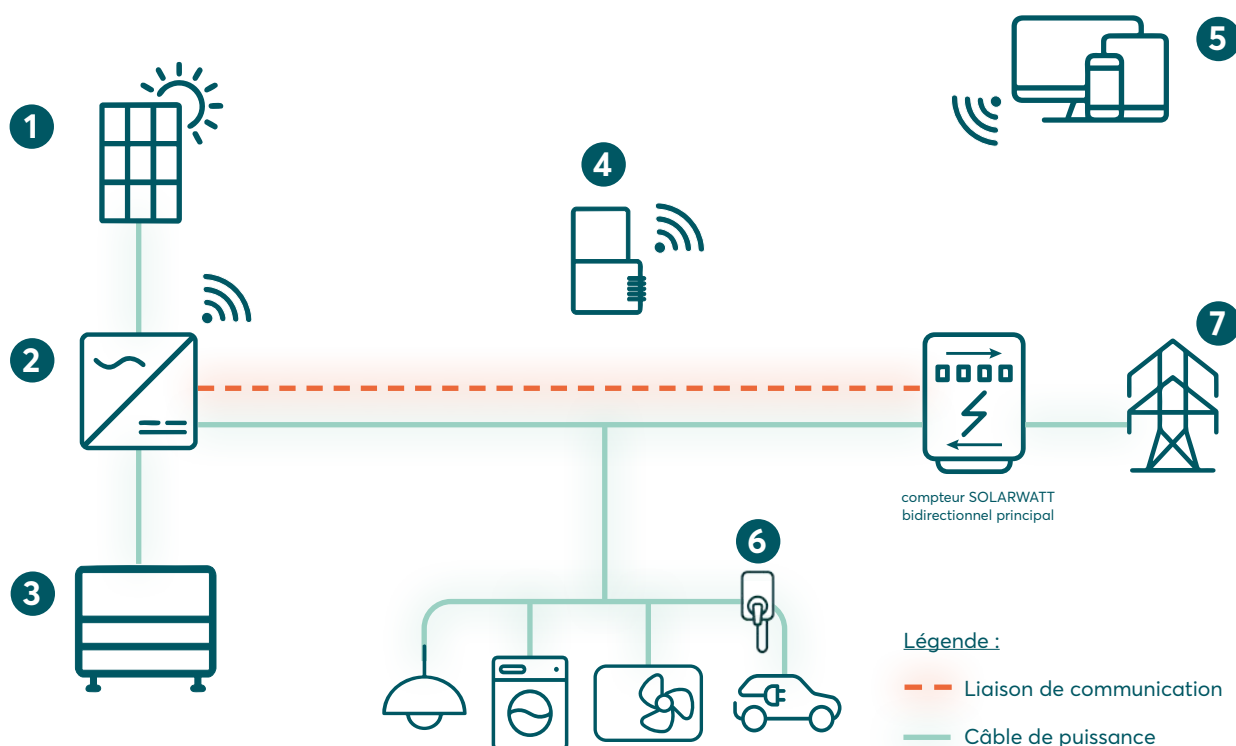 1
5
4
2
7
compteur SOLARWATT
bidirectionnel principal
3
6
Légende :
Liaison de communication
Câble de puissance